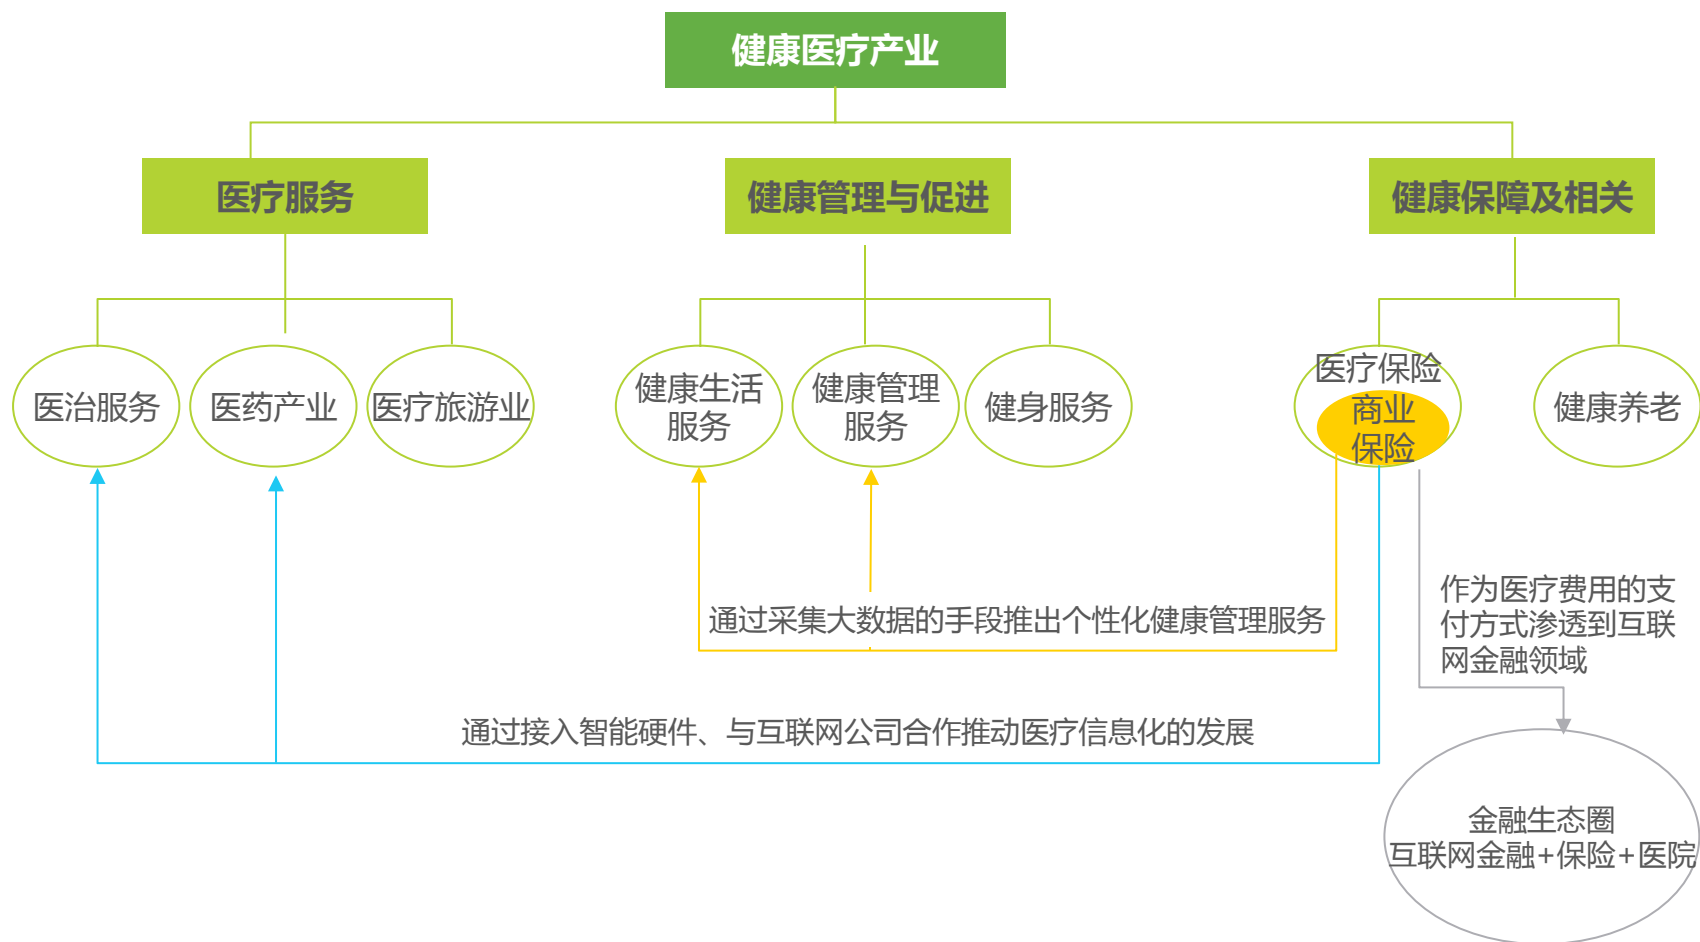 健康医疗产业
医疗服务
健康管理与促进
健康保障及相关
医治服务
医药产业
医疗旅游业
健康生活
服务
健康管理
服务
健身服务
医疗保险
商业
保险
健康养老
通过采集大数据的手段推出个性化健康管理服务
作为医疗费用的支
付方式渗透到互联
网金融领域
通过接入智能硬件、与互联网公司合作推动医疗信息化的发展
金融生态圈
互联网金融+保险+医院